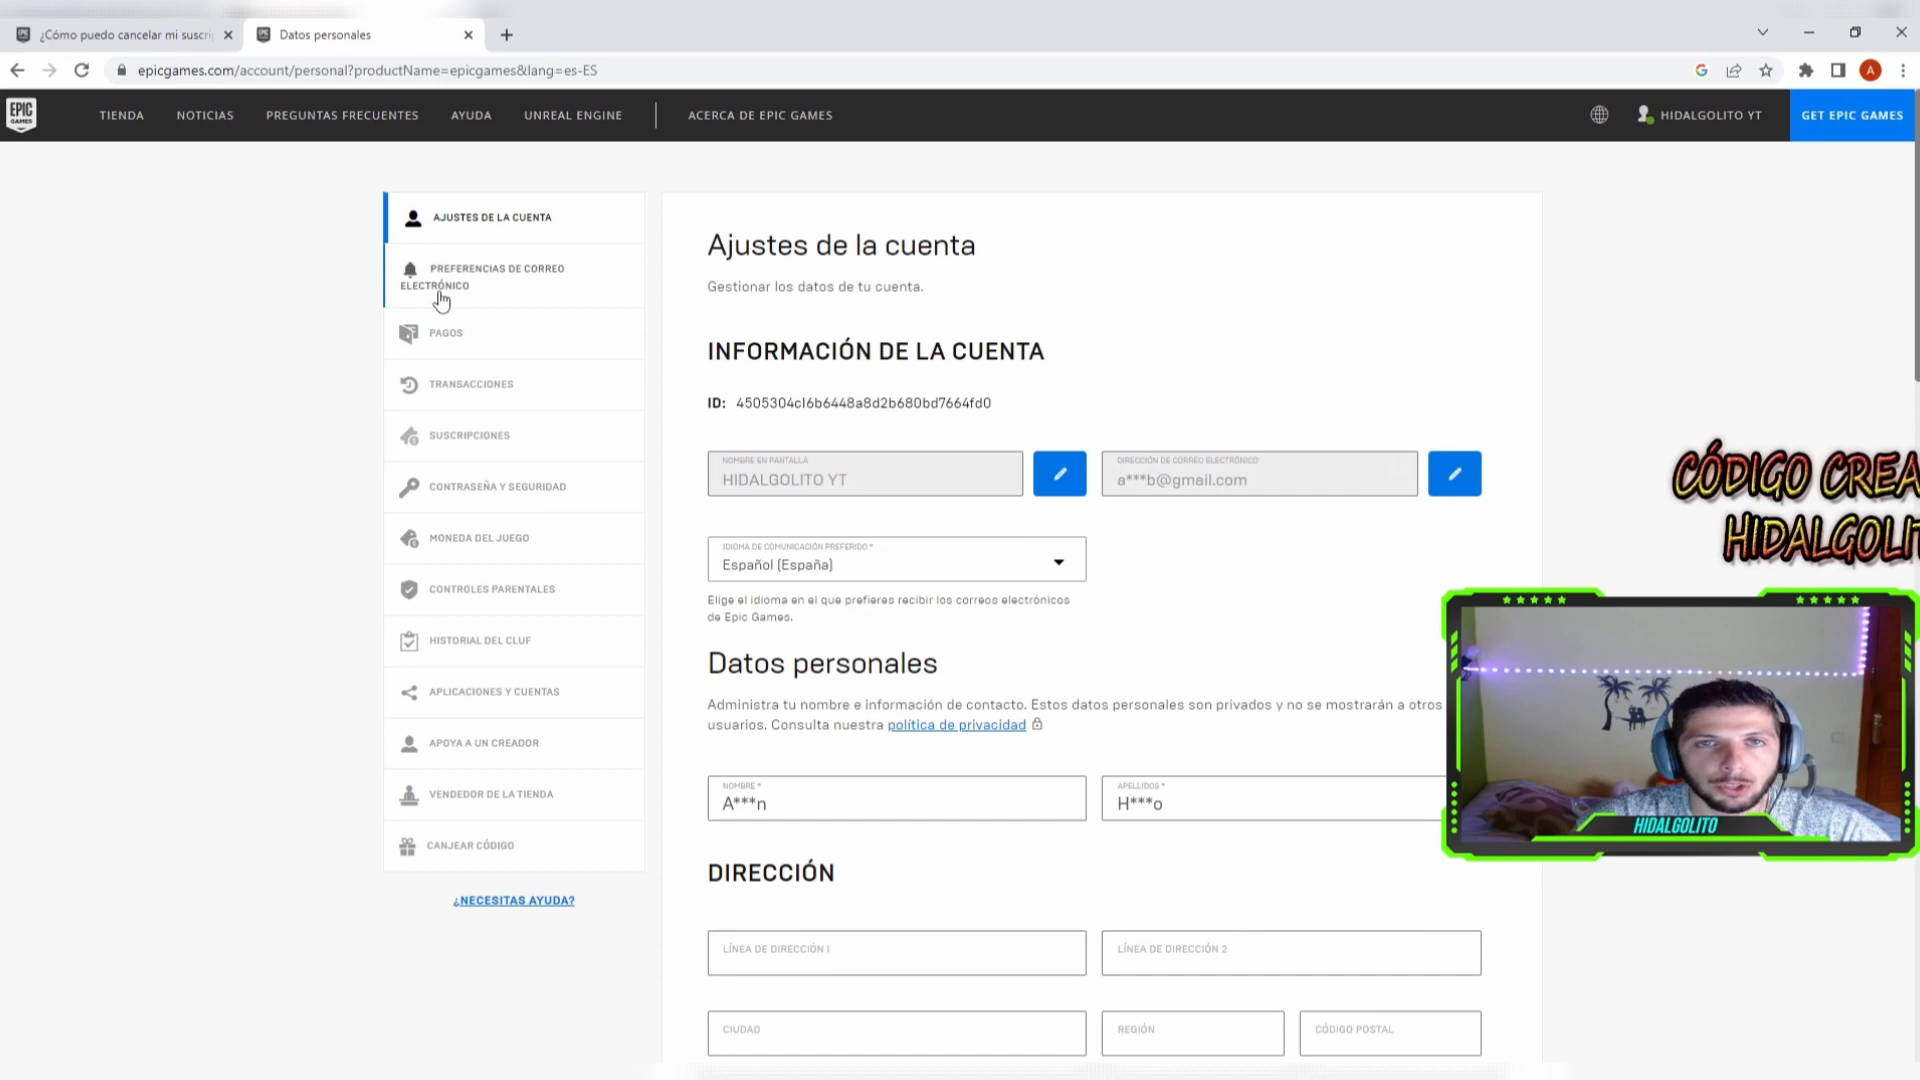 ¿Cómo puedo cancelar mi suscri
Datos personales
epicgames.com/account/personal?productName=epicgames&lang=es-ES
A
EPIC GAMES
TIENDA
NOTICIAS
PREGUNTAS FRECUENTES
AYUDA
UNREAL ENGINE
ACERCA DE EPIC GAMES
HIDALGOLITO YT
GET EPIC GAMES
AJUSTES DE LA CUENTA
PREFERENCIAS DE CORREO
ELECTRÓNICO
PAGOS
TRANSACCIONES
SUSCRIPCIONES
CONTRASEÑA Y SEGURIDAD
MONEDA DEL JUEGO
CONTROLES PARENTALES
HISTORIAL DEL CLUF
APLICACIONES Y CUENTAS
APOYA A UN CREADOR
VENDEDOR DE LA TIENDA
CANJEAR CÓDIGO
¿NECESITAS AYUDA?
Ajustes de la cuenta
Gestionar los datos de tu cuenta.
INFORMACIÓN DE LA CUENTA
ID: 4505304c16b6448a8d2b680bd7664fd0
NOMBRE EN PANTALLA
HIDALGOLITO YT
DIRECCIÓN DE CORREO ELECTRÓNICO
a***b@gmail.com
IDIOMA DE COMUNICACIÓN PREFERIDO *
Español (España)
Elige el idioma en el que prefieres recibir los correos electrónicos
de Epic Games.
Datos personales
Administra tu nombre e información de contacto. Estos datos personales son privados y no se mostrarán a otros
usuarios. Consulta nuestra política de privacidad
NOMBRE *
A***n
APELLIDOS *
H***o
DIRECCIÓN
LÍNEA DE DIRECCIÓN 1
LÍNEA DE DIRECCIÓN 2
CIUDAD
REGIÓN
CÓDIGO POSTAL
CÓDIGO CREA
HIDALGOLIT
HIDALGOLITO